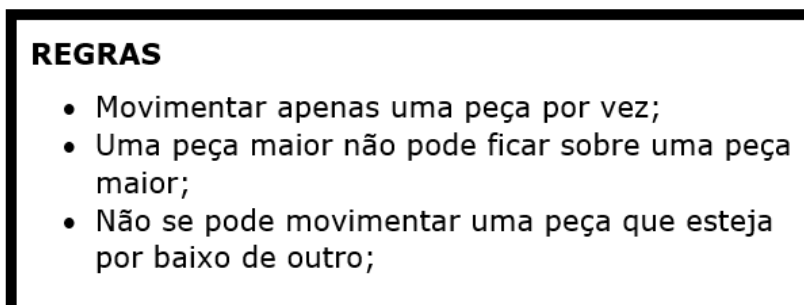 REGRAS
• Movimentar apenas uma peça por vez;
• Uma peça maior não pode ficar sobre uma peça
maior;
• Não se pode movimentar uma peça que esteja
por baixo de outro;